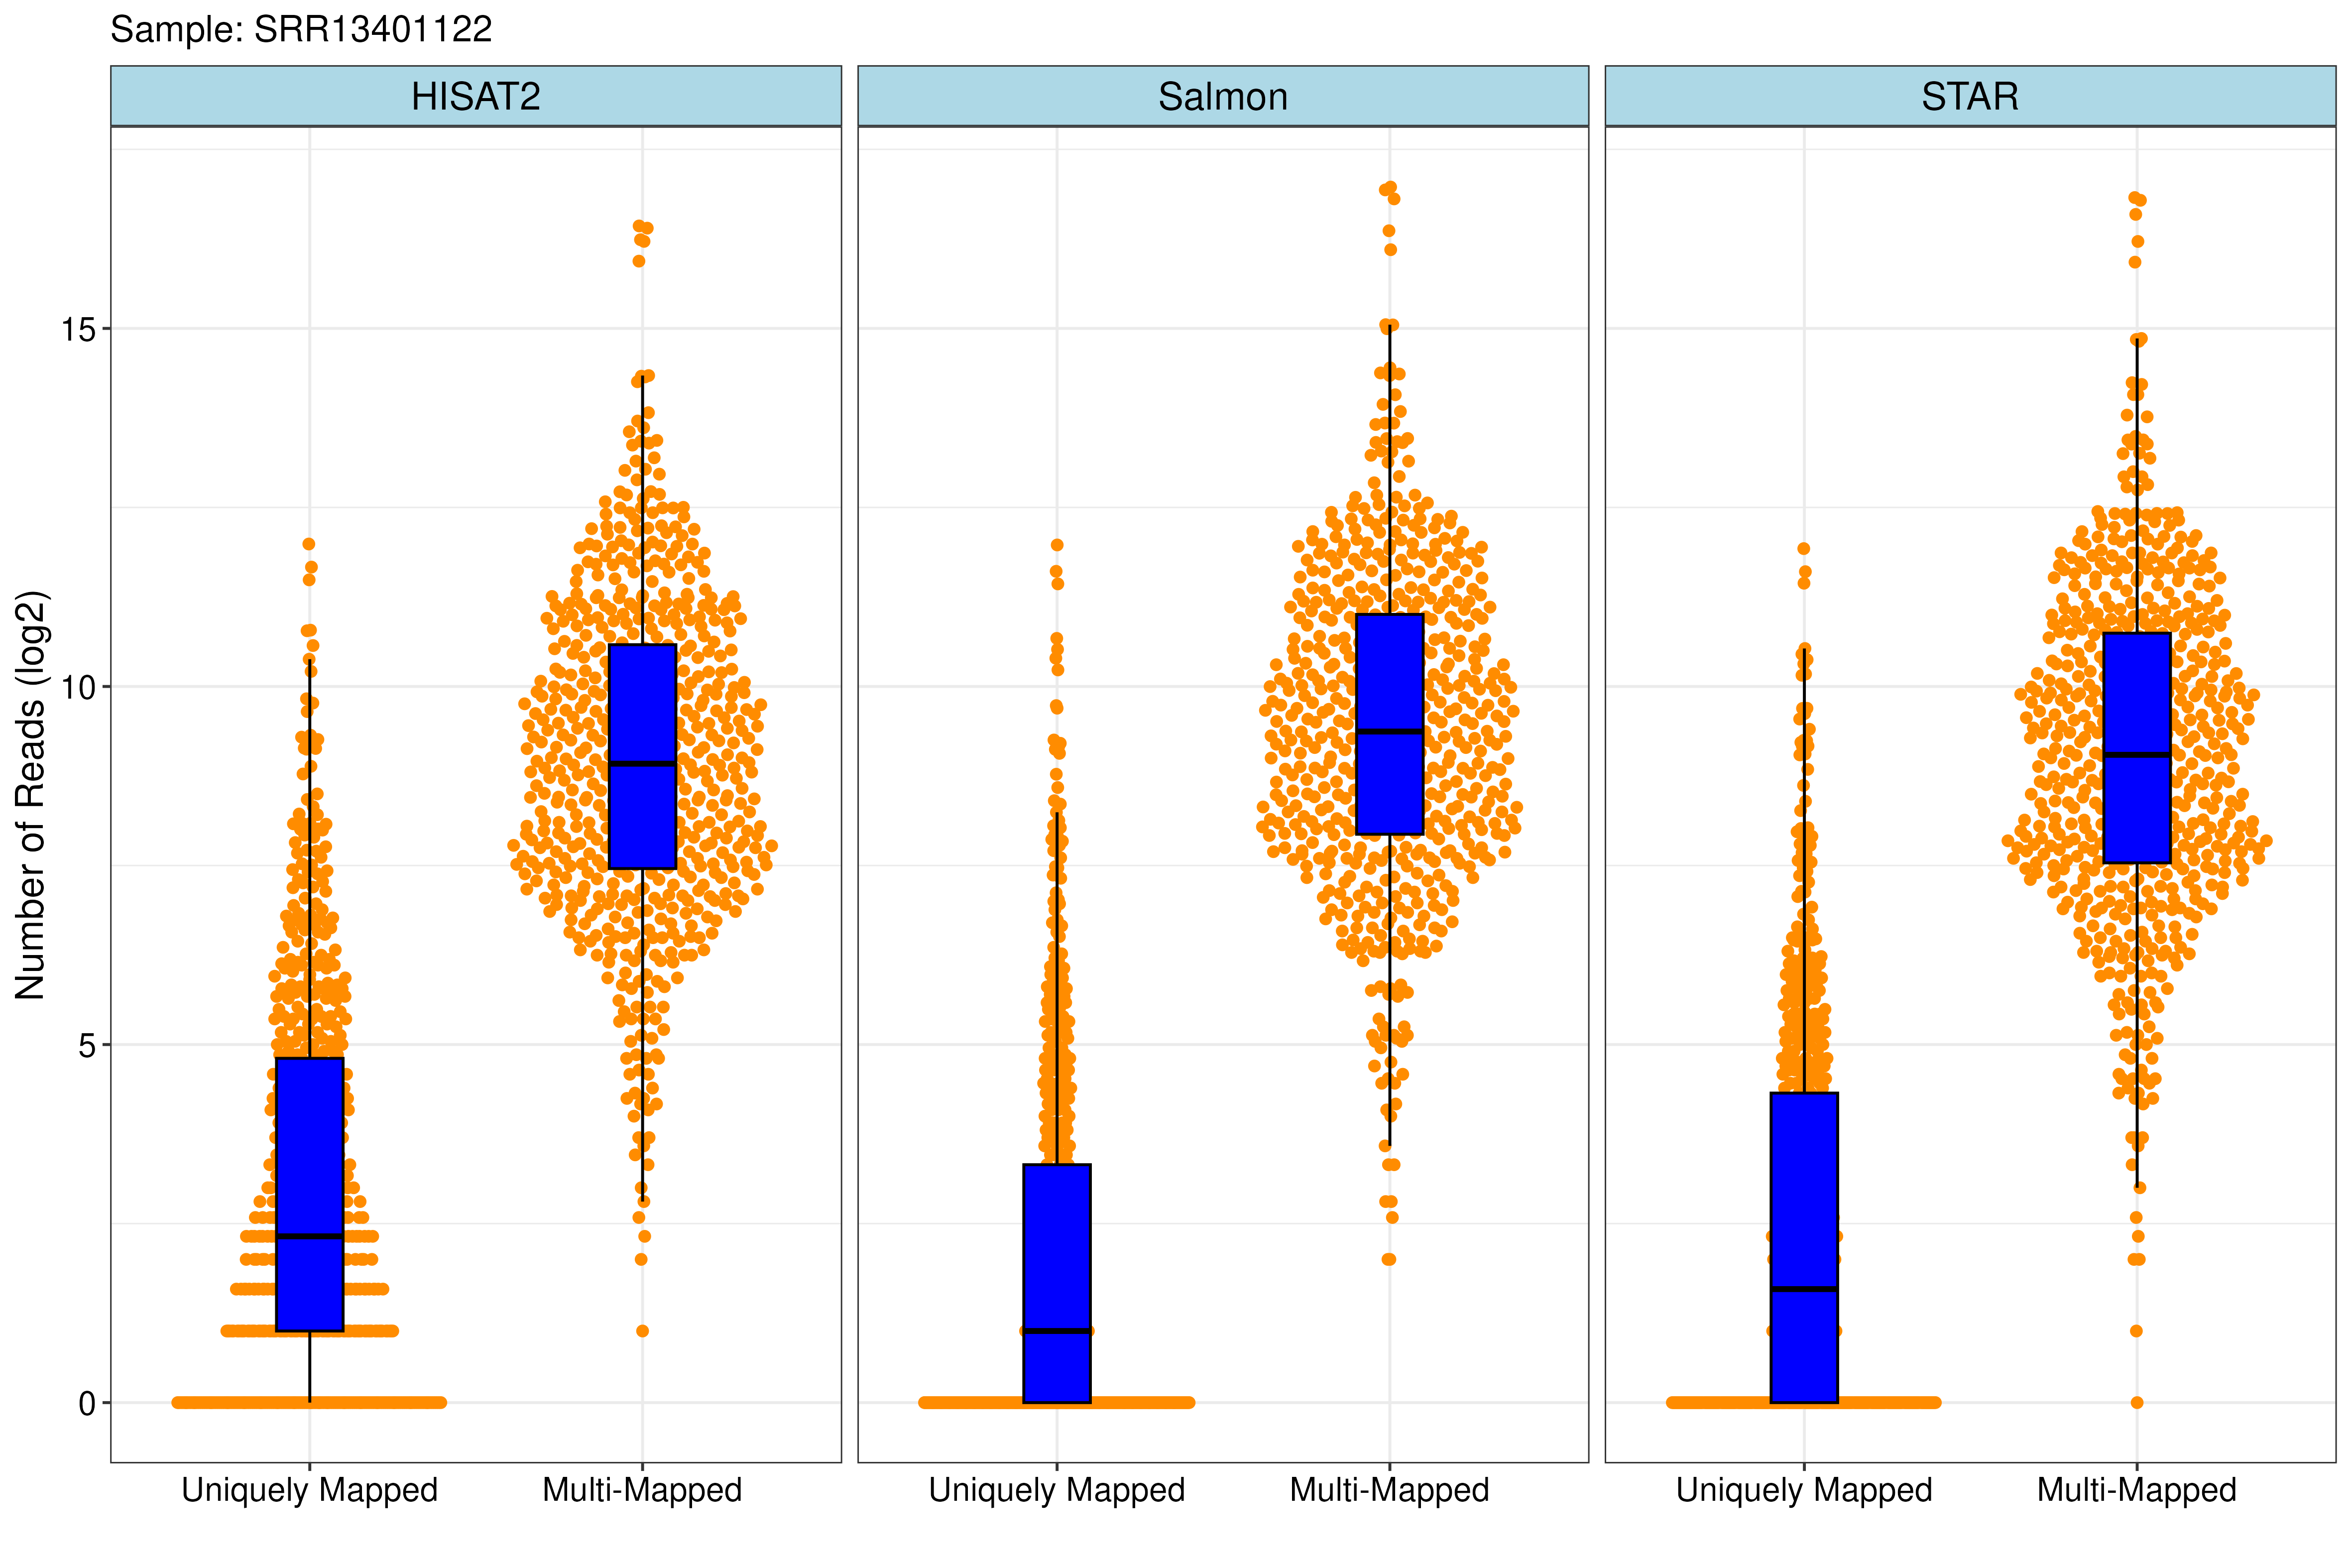 Sample: SRR13401122
HISAT2 Salmon STAR
Number of Reads (log2)
15
10
5
0
Uniquely Mapped Multi-Mapped Uniquely Mapped Multi-Mapped Uniquely Mapped Multi-Mapped